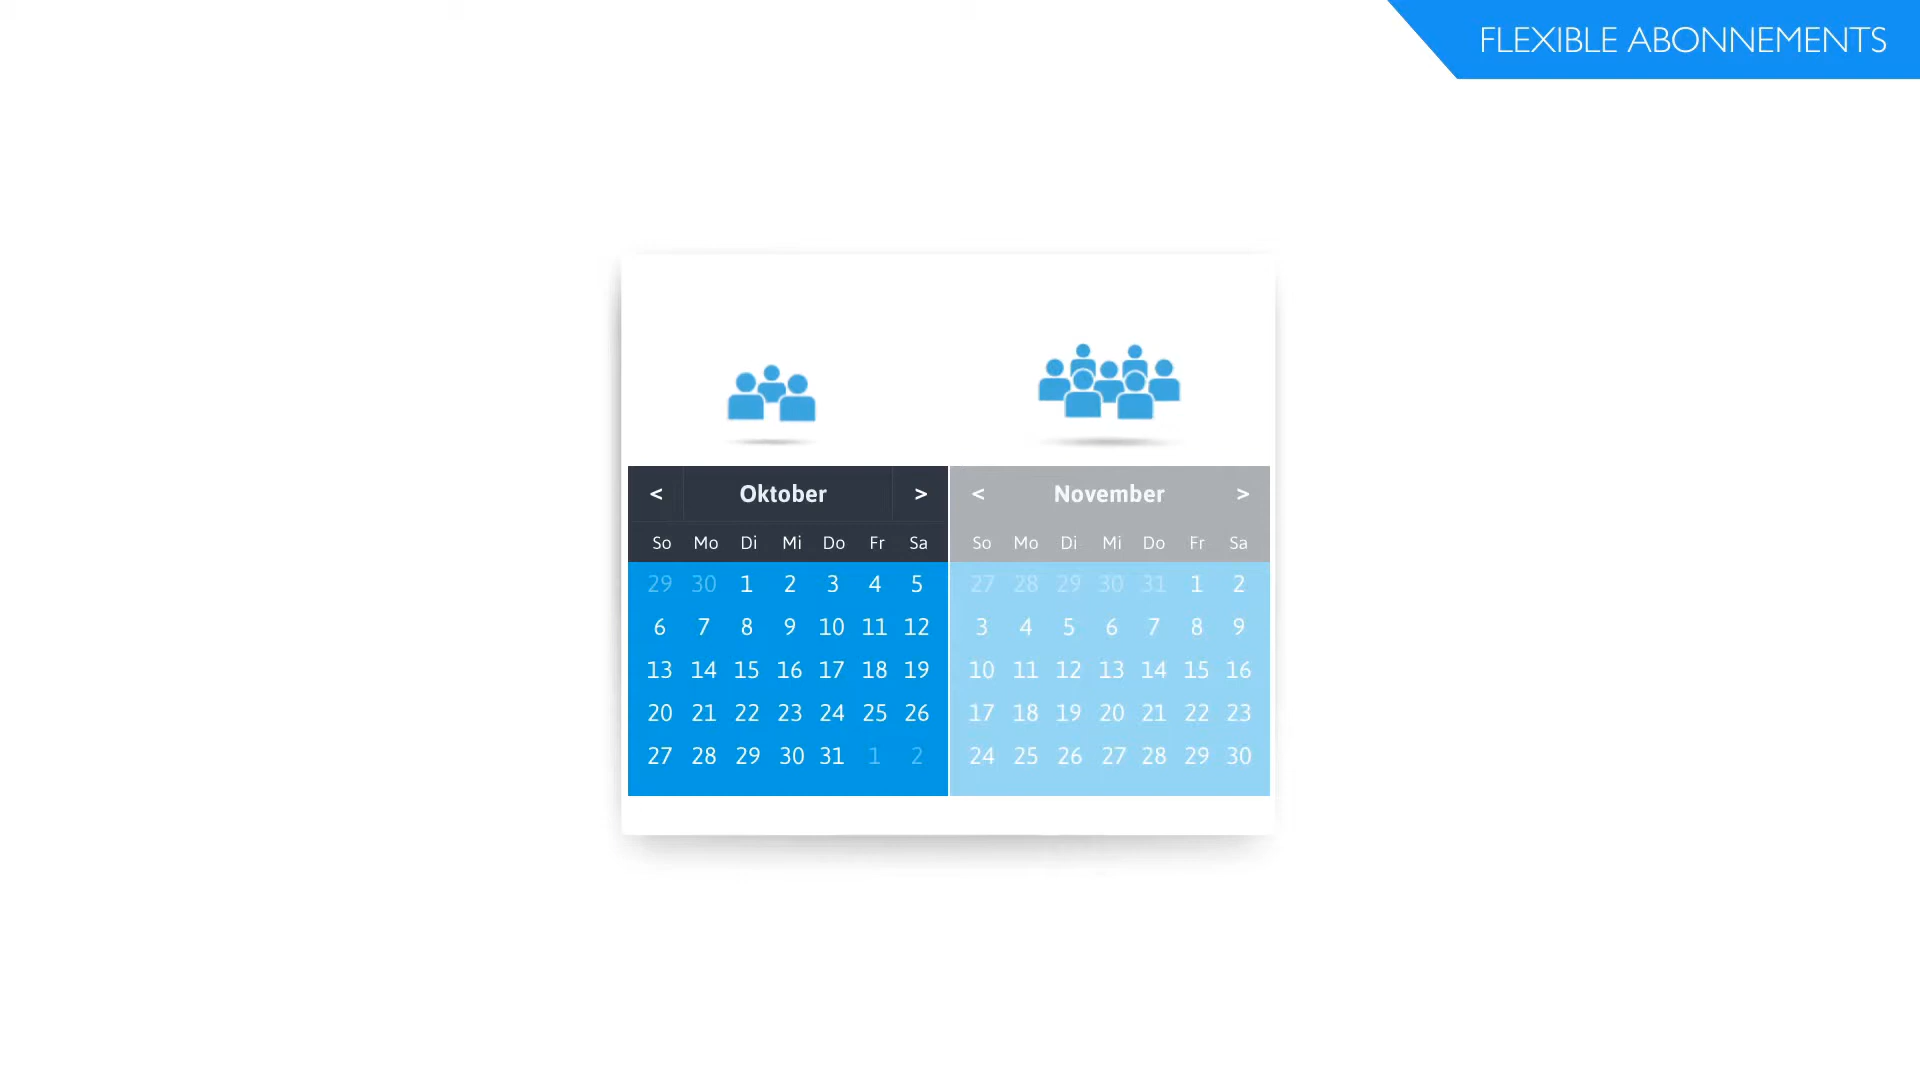 FLEXIBLE ABONNEMENTS
< Oktober >
So Mo Di Mi Do Fr Sa
29 30 1 2 3 4 5
6 7 8 9 10 11 12
13 14 15 16 17 18 19
20 21 22 23 24 25 26
27 28 29 30 31 1 2
< November >
So Mo Di Mi Do Fr Sa
27 28 29 30 31 1 2
3 4 5 6 7 8 9
10 11 12 13 14 15 16
17 18 19 20 21 22 23
24 25 26 27 28 29 30